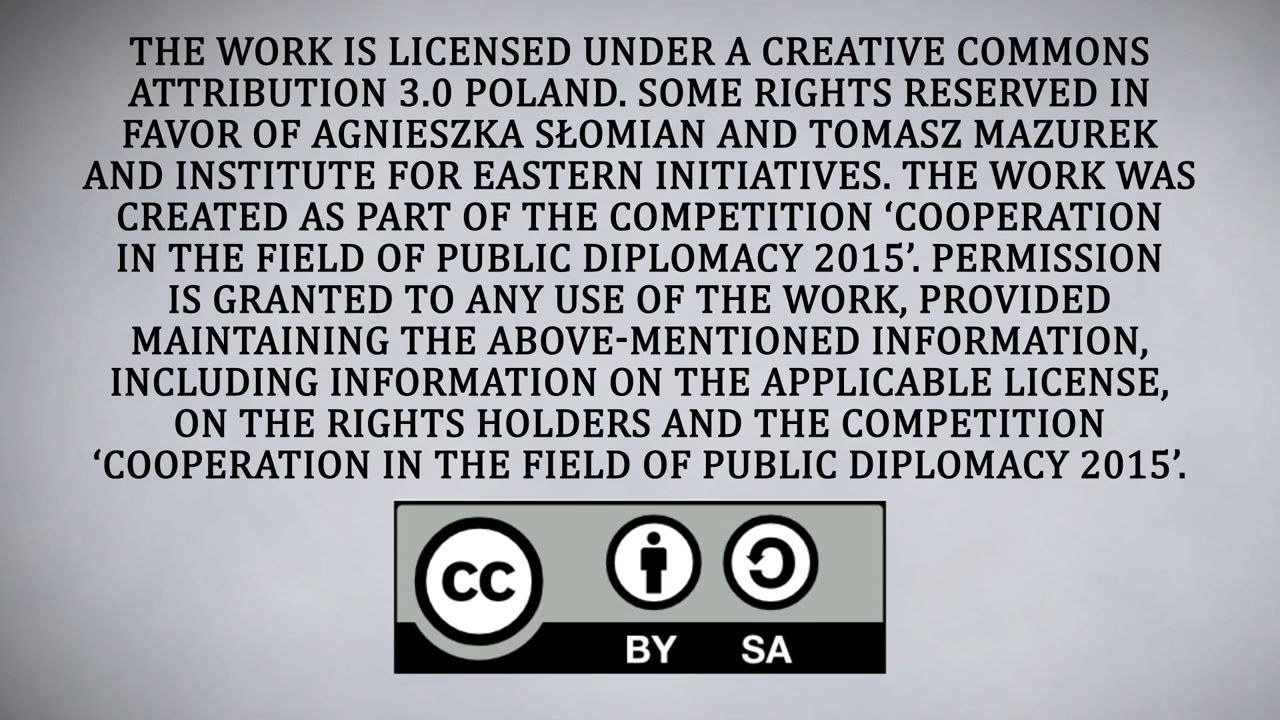 THE WORK IS LICENSED UNDER A CREATIVE COMMONS
ATTRIBUTION 3.0 POLAND. SOME RIGHTS RESERVED IN
FAVOR OF AGNIESZKA SŁOMIAN AND TOMASZ MAZUREK
AND INSTITUTE FOR EASTERN INITIATIVES. THE WORK WAS
CREATED AS PART OF THE COMPETITION ‘COOPERATION
IN THE FIELD OF PUBLIC DIPLOMACY 2015’. PERMISSION
IS GRANTED TO ANY USE OF THE WORK, PROVIDED
MAINTAINING THE ABOVE-MENTIONED INFORMATION,
INCLUDING INFORMATION ON THE APPLICABLE LICENSE,
ON THE RIGHTS HOLDERS AND THE COMPETITION
‘COOPERATION IN THE FIELD OF PUBLIC DIPLOMACY 2015’.
CC
BY SA